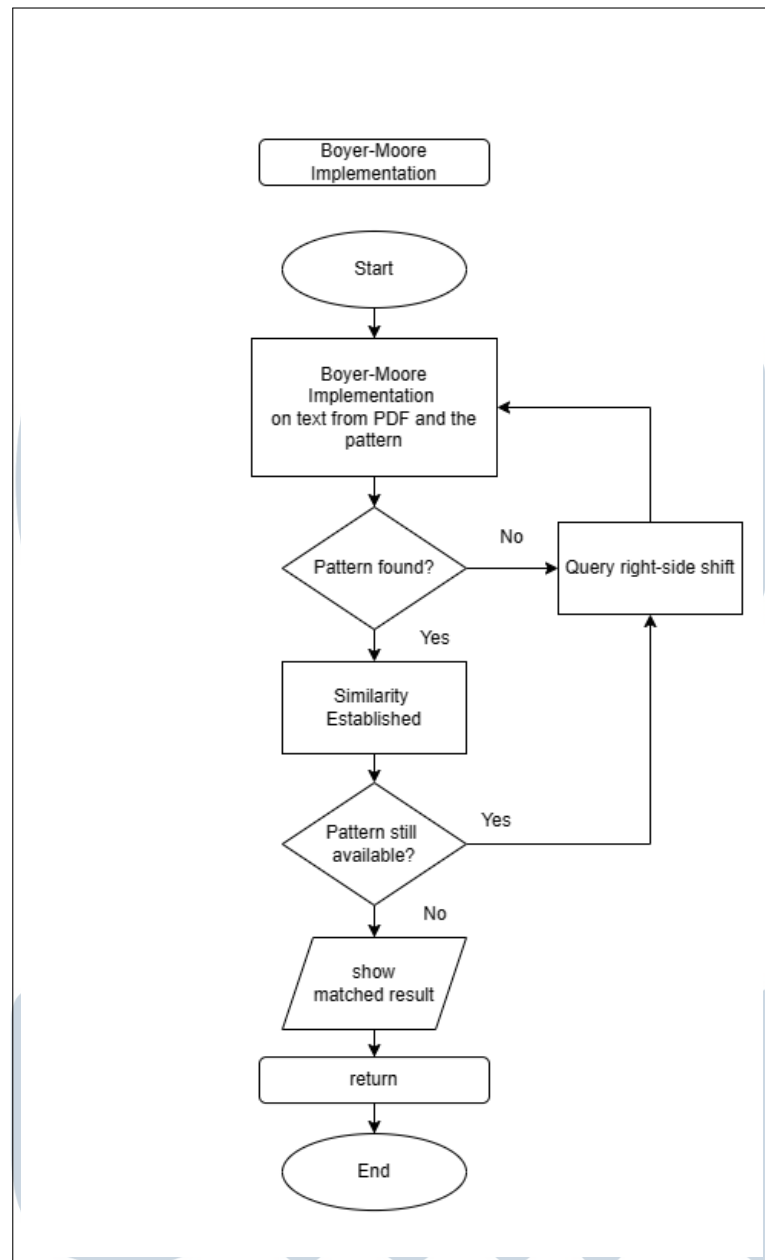 Boyer-Moore
Implementation
Start
Boyer-Moore
Implementation
on text from PDF and the
pattern
Pattern found?
No
Query right-side shift
Yes
Similarity
Established
Pattern still
available?
Yes
No
show
matched result
return
End